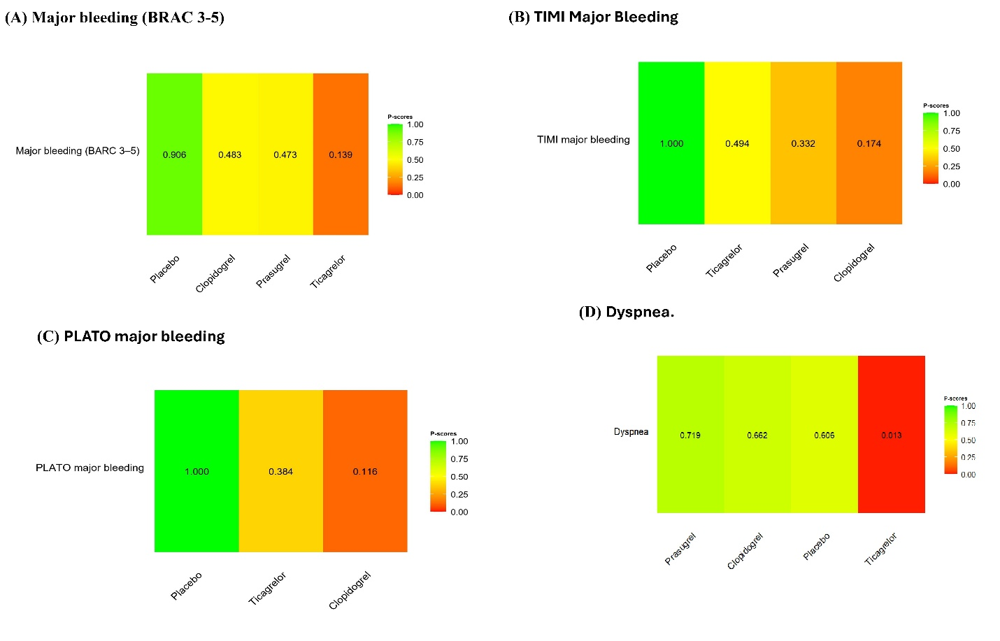 (A) Major bleeding (BRAC 3-5)
P-scores
1.00
0.75
0.50
0.25
0.00
Major bleeding (BARC 3–5)
0.906 0.483 0.473 0.139
Placebo Clopidogrel Prasugrel Ticagrelor
(B) TIMI Major Bleeding
P-scores
1.00
0.75
0.50
0.25
0.00
TIMI major bleeding
1.000 0.494 0.332 0.174
Placebo Ticagrelor Prasugrel Clopidogrel
(C) PLATO major bleeding
P-scores
1.00
0.75
0.50
0.25
0.00
PLATO major bleeding
1.000 0.384 0.116
Placebo Ticagrelor Clopidogrel
(D) Dyspnea.
P-scores
1.00
0.75
0.50
0.25
0.00
Dyspnea
0.719 0.662 0.606 0.013
Prasugrel Clopidogrel Placebo Ticagrelor